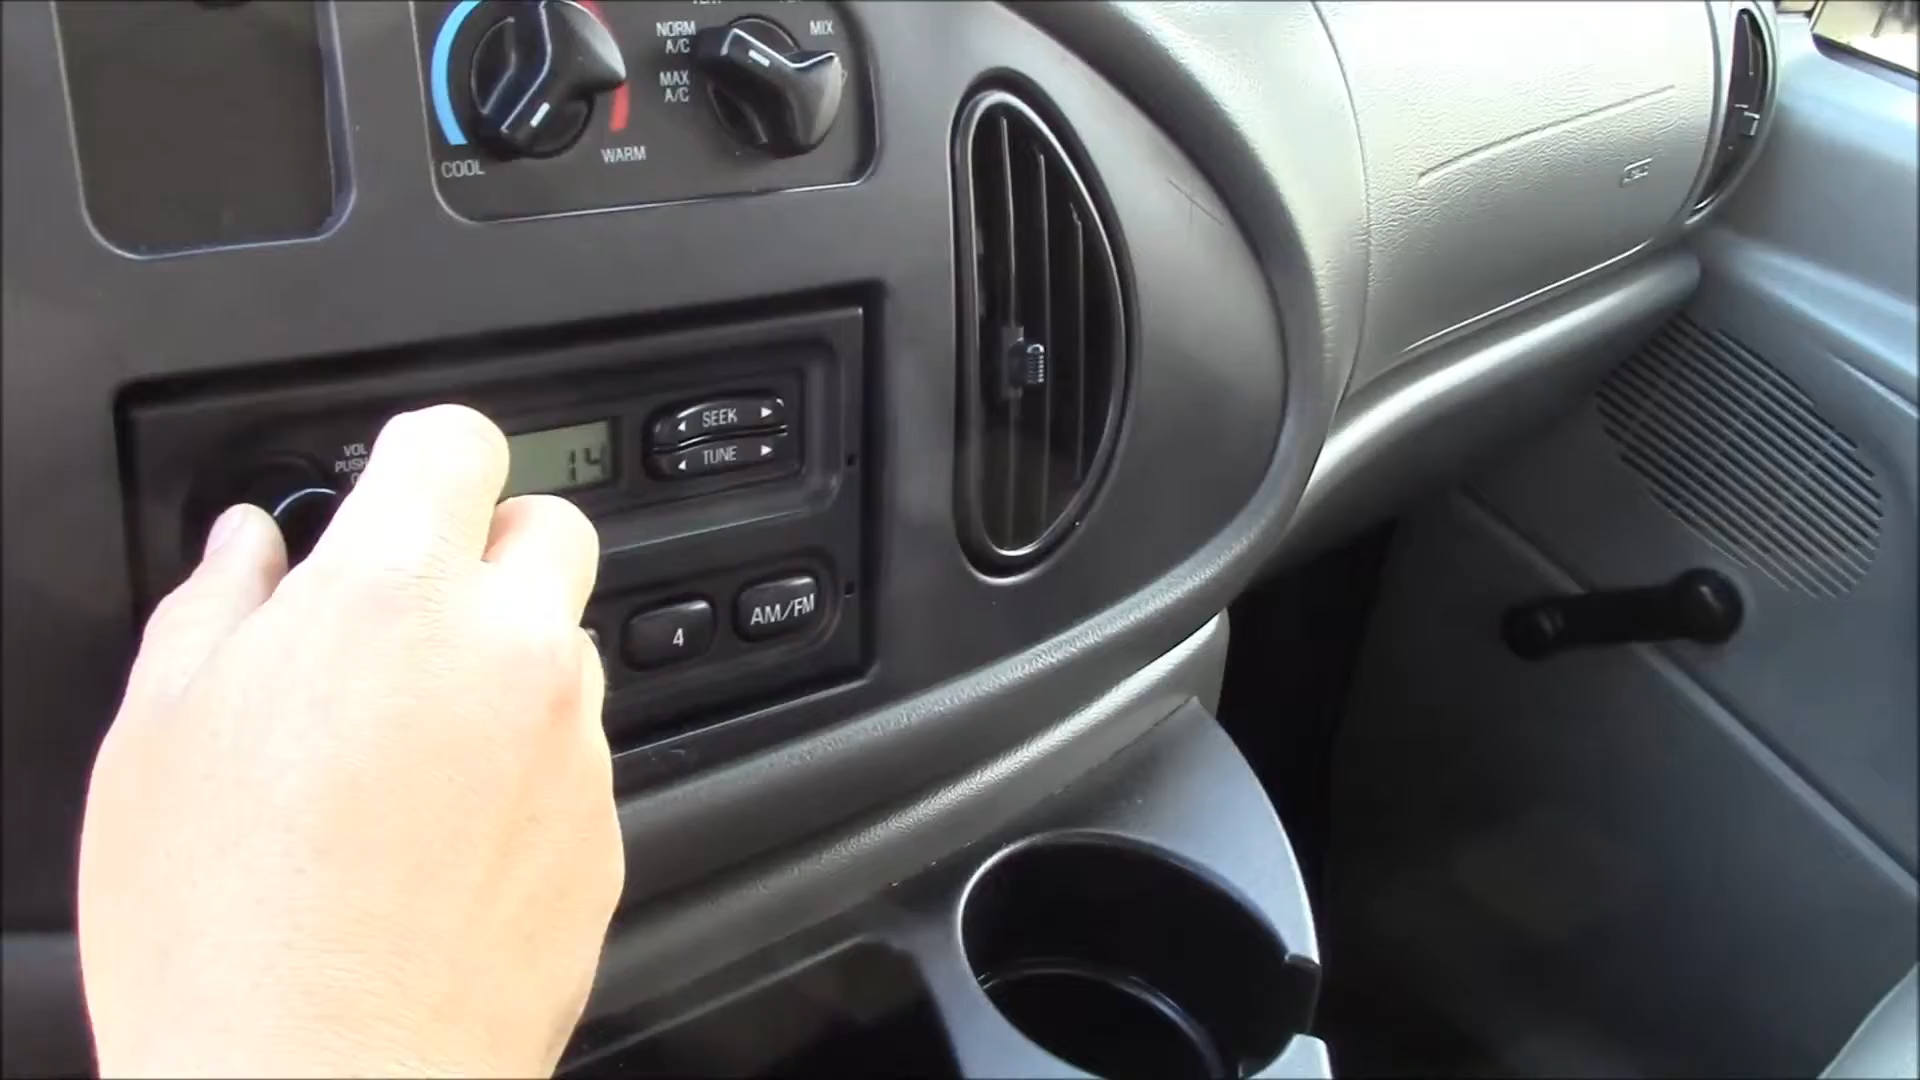 NORM
A/C
MIX
MAX
A/C
COOL
WARM
VOL
PUSH
14
SEEK
TUNE
4
AM/FM